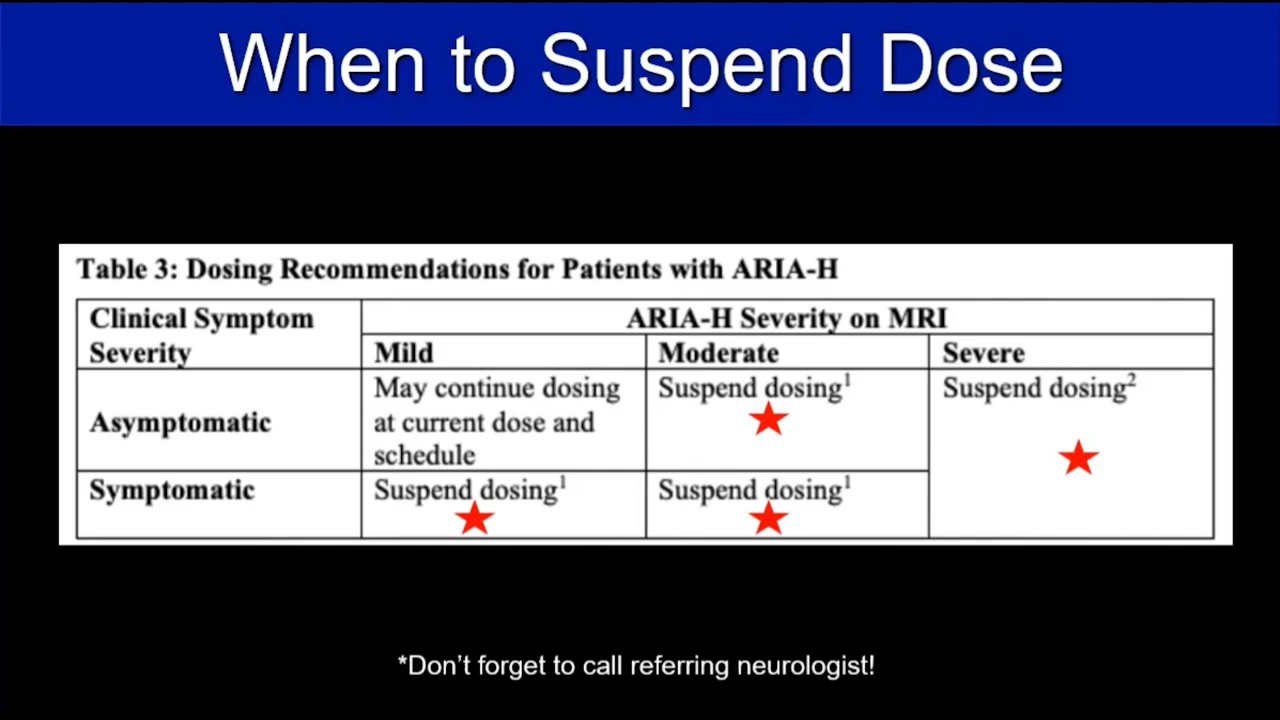 When to Suspend Dose
Table 3: Dosing Recommendations for Patients with ARIA-H
Clinical Symptom Severity
ARIA-H Severity on MRI
Mild
Moderate
Severe
Asymptomatic
May continue dosing
at current dose and
schedule
Suspend dosing¹
Suspend dosing²
Symptomatic
Suspend dosing¹
Suspend dosing¹
*Don't forget to call referring neurologist!